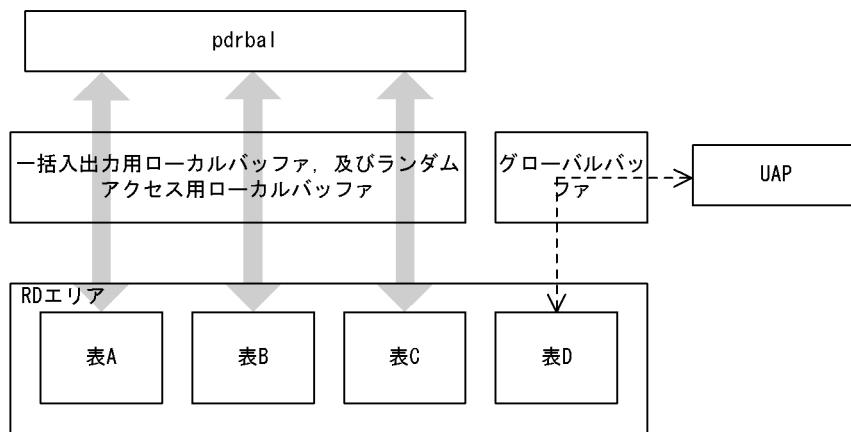 pdrbal
一括入出力用ローカルバッファ，及びランダム
アクセス用ローカルバッファ
グローバルバッ
ファ
UAP
RDエリア
表A
表B
表C
表D